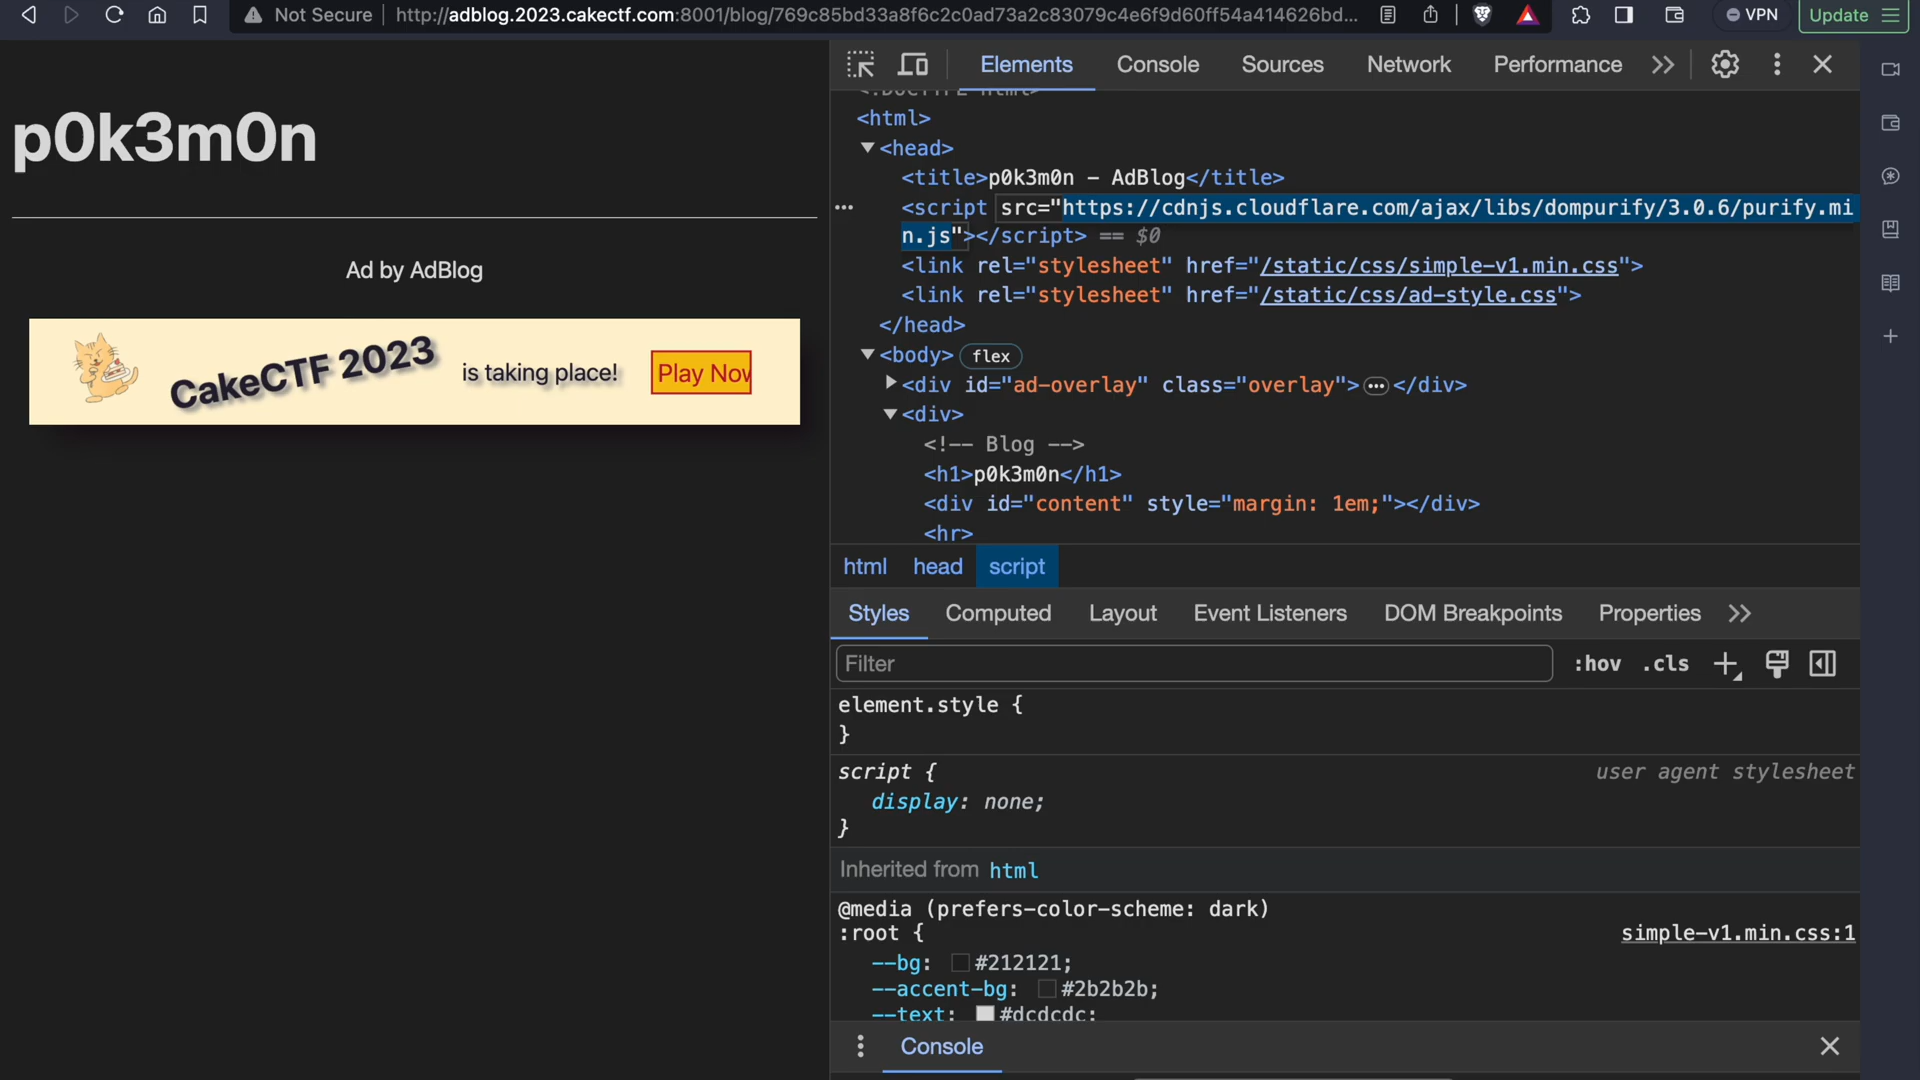 Not Secure http://adblog.2023.cakectf.com:8001/blog/769c85bd33a8f6c2c0ad73a2c83079c4e6f9d60ff54a414626bd... VPN Update
p0k3m0n
Ad by AdBlog
CakeCTF 2023 is taking place! Play Now
Elements Console Sources Network Performance
<!DOCTYPE html>
<html>
<head>
<title>p0k3m0n – AdBlog</title>
<script src="https://cdnjs.cloudflare.com/ajax/libs/dompurify/3.0.6/purify.mi
n.js"></script> == $0
<link rel="stylesheet" href="/static/css/simple-v1.min.css">
<link rel="stylesheet" href="/static/css/ad-style.css">
</head>
<body> flex
<div id="ad-overlay" class="overlay">…</div>
<div>
<!-- Blog -->
<h1>p0k3m0n</h1>
<div id="content" style="margin: 1em;"></div>
<hr>
html head script
Styles Computed Layout Event Listeners DOM Breakpoints Properties
Filter :hov .cls
element.style {
}
script { user agent stylesheet
display: none;
}
Inherited from html
@media (prefers-color-scheme: dark)
:root { simple-v1.min.css:1
--bg: #212121;
--accent-bg: #2b2b2b;
--text: #dcdcdc;
Console